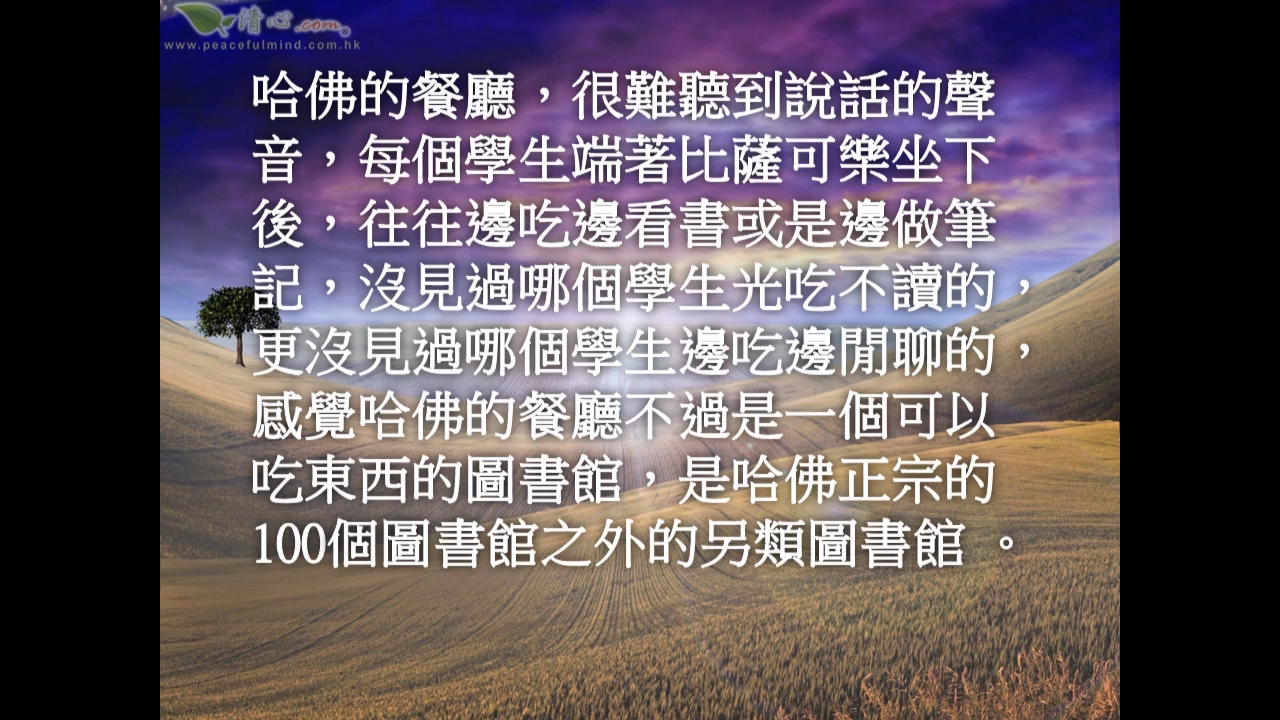 清心.com
www.peacefulmind.com.hk
哈佛的餐廳，很難聽到說話的聲
音，每個學生端著比薩可樂坐下
後，往往邊吃邊看書或是邊做筆
記，沒見過哪個學生光吃不讀的，
更沒見過哪個學生邊吃邊閒聊的，
感覺哈佛的餐廳不過是一個可以
吃東西的圖書館，是哈佛正宗的
100個圖書館之外的另類圖書館 。